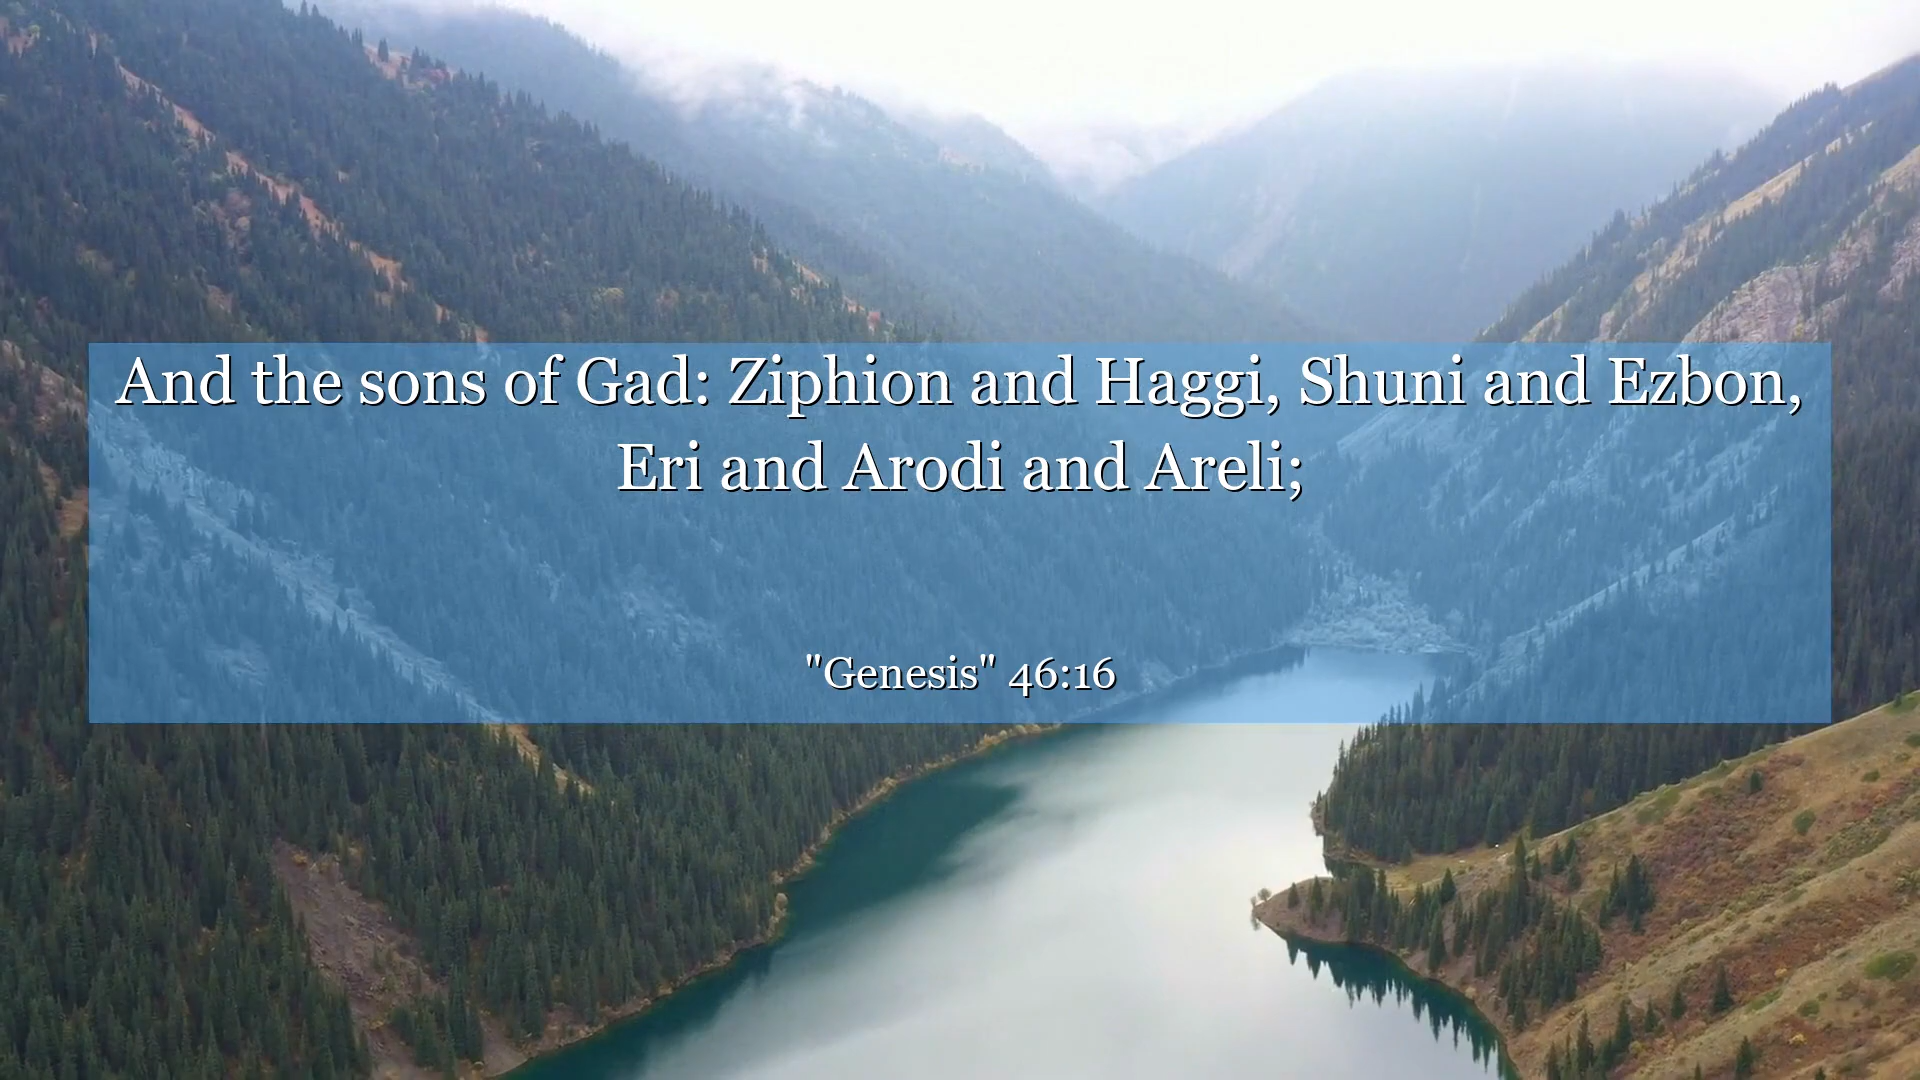 And the sons of Gad: Ziphion and Haggi, Shuni and Ezbon,
Eri and Arodi and Areli;
"Genesis" 46:16